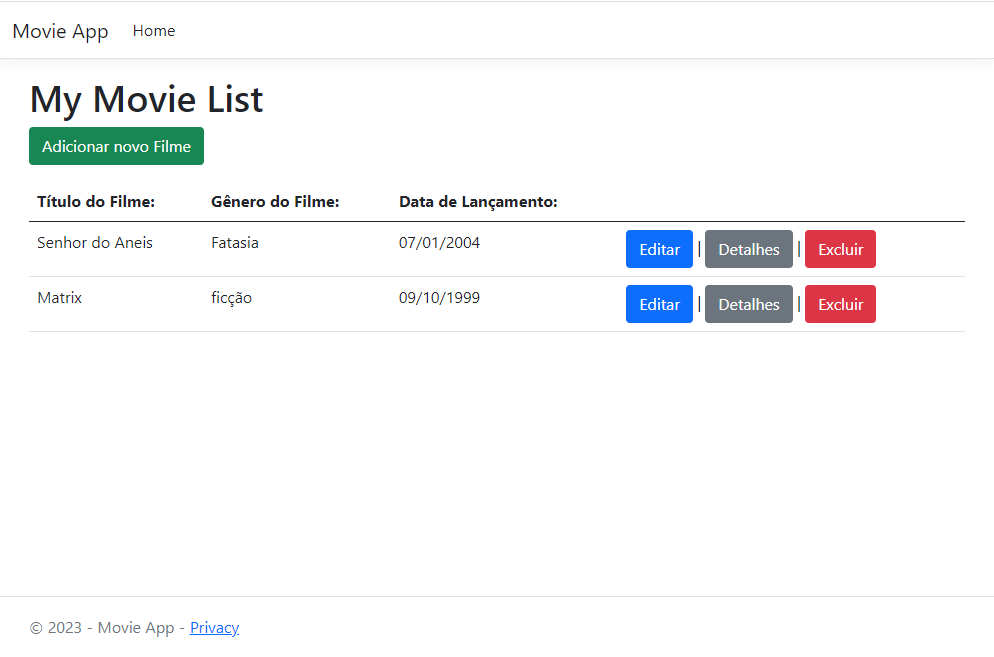 Movie App Home
My Movie List
Adicionar novo Filme
Título do Filme: Gênero do Filme: Data de Lançamento:
Senhor do Aneis Fatasia 07/01/2004 Editar | Detalhes | Excluir
Matrix ficção 09/10/1999 Editar | Detalhes | Excluir
© 2023 - Movie App - Privacy